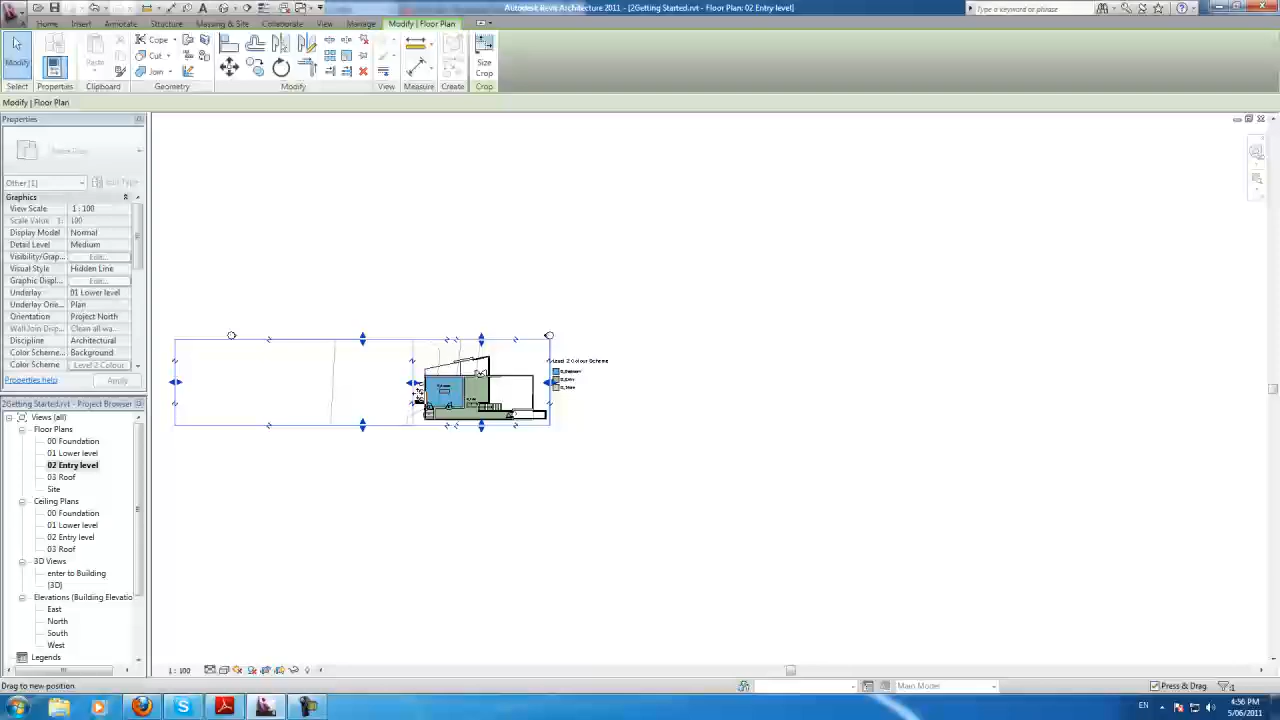 Autodesk Revit Architecture 2011 - [2Getting Started.rvt - Floor Plan: 02 Entry level]
Type a keyword or phrase
Home Insert Annotate Structure Massing & Site Collaborate View Manage Modify | Floor Plan
Modify Paste Cope Cut Join Size Crop
Select Properties Clipboard Geometry Modify View Measure Create Crop
Modify | Floor Plan
Properties
Other [1]
Graphics
View Scale 1 : 100
Scale Value 1: 100
Display Model Normal
Detail Level Medium
Visibility/Grap... Edit...
Visual Style Hidden Line
Graphic Displ... Edit...
Underlay 01 Lower level
Underlay Orie... Plan
Orientation Project North
Wall Join Disp... Clean all wa...
Discipline Architectural
Color Scheme... Background
Color Scheme Level 2 Colour
Properties help Apply
2Getting Started.rvt - Project Browser
Views (all)
Floor Plans
00 Foundation
01 Lower level
02 Entry level
03 Roof
Site
Ceiling Plans
00 Foundation
01 Lower level
02 Entry level
03 Roof
3D Views
enter to Building
{3D}
Elevations (Building Elevatio
East
North
South
West
Legends
Level 2 Colour Scheme
1 : 100
Drag to new position.
Main Model
Press & Drag
:1
EN
4:56 PM
5/06/2011